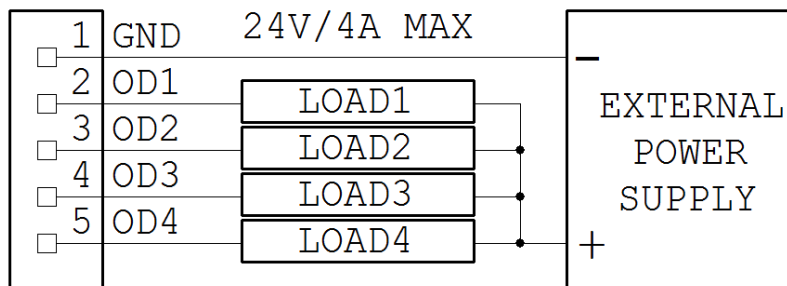 1 GND 24V/4A MAX
-
2 OD1 LOAD1
3 OD2 LOAD2
4 OD3 LOAD3
5 OD4 LOAD4
+
EXTERNAL
POWER
SUPPLY